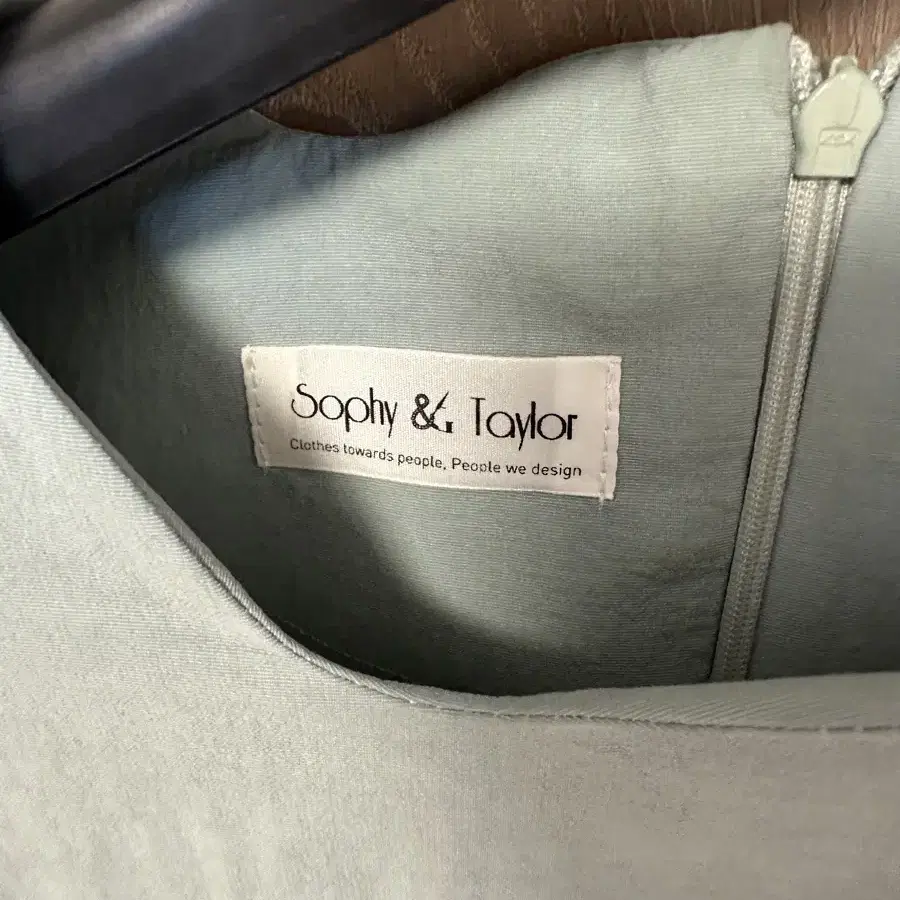 Sophy & Taylor
Clothes towards people, People we design